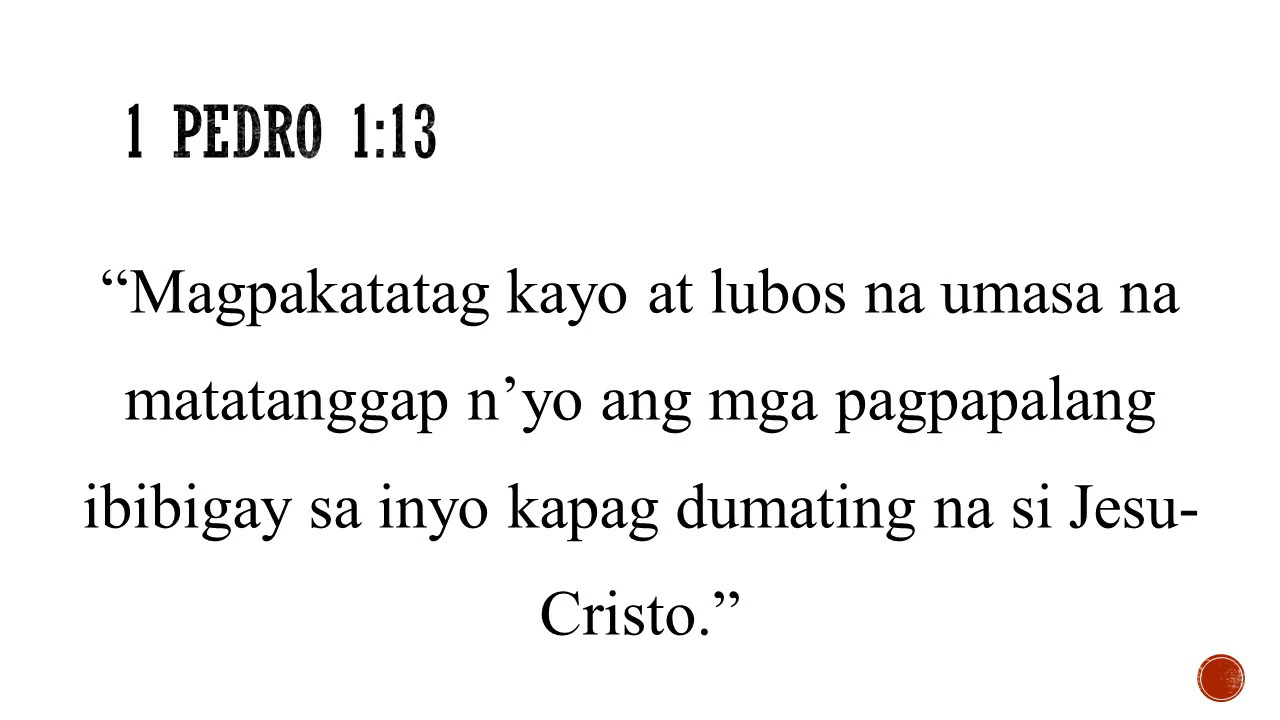 1 PEDRO 1:13
“Magpakatatag kayo at lubos na umasa na
matatanggap n’yo ang mga pagpapalang
ibibigay sa inyo kapag dumating na si Jesu-
Cristo.”